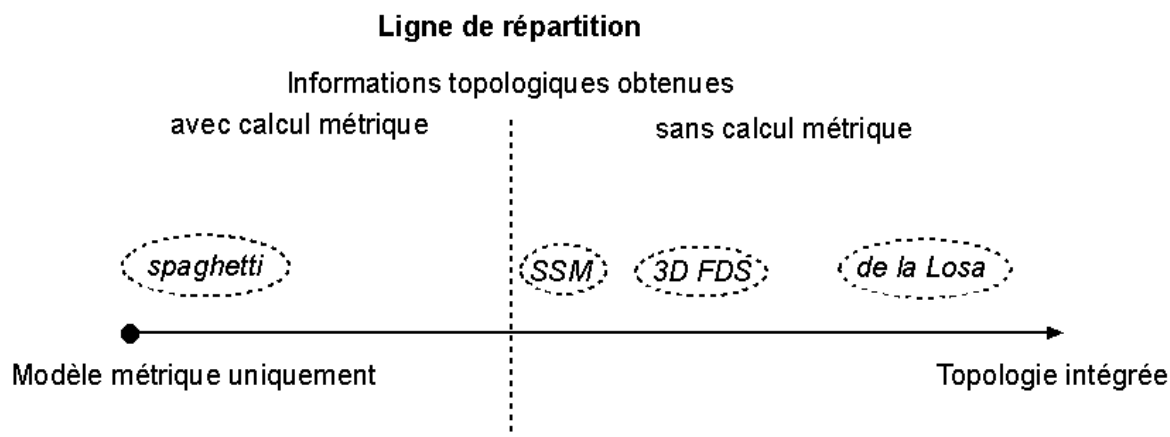 Ligne de répartition
Informations topologiques obtenues
avec calcul métrique
sans calcul métrique
spaghetti
SSM
3D FDS
de la Losa
Modèle métrique uniquement
Topologie intégrée